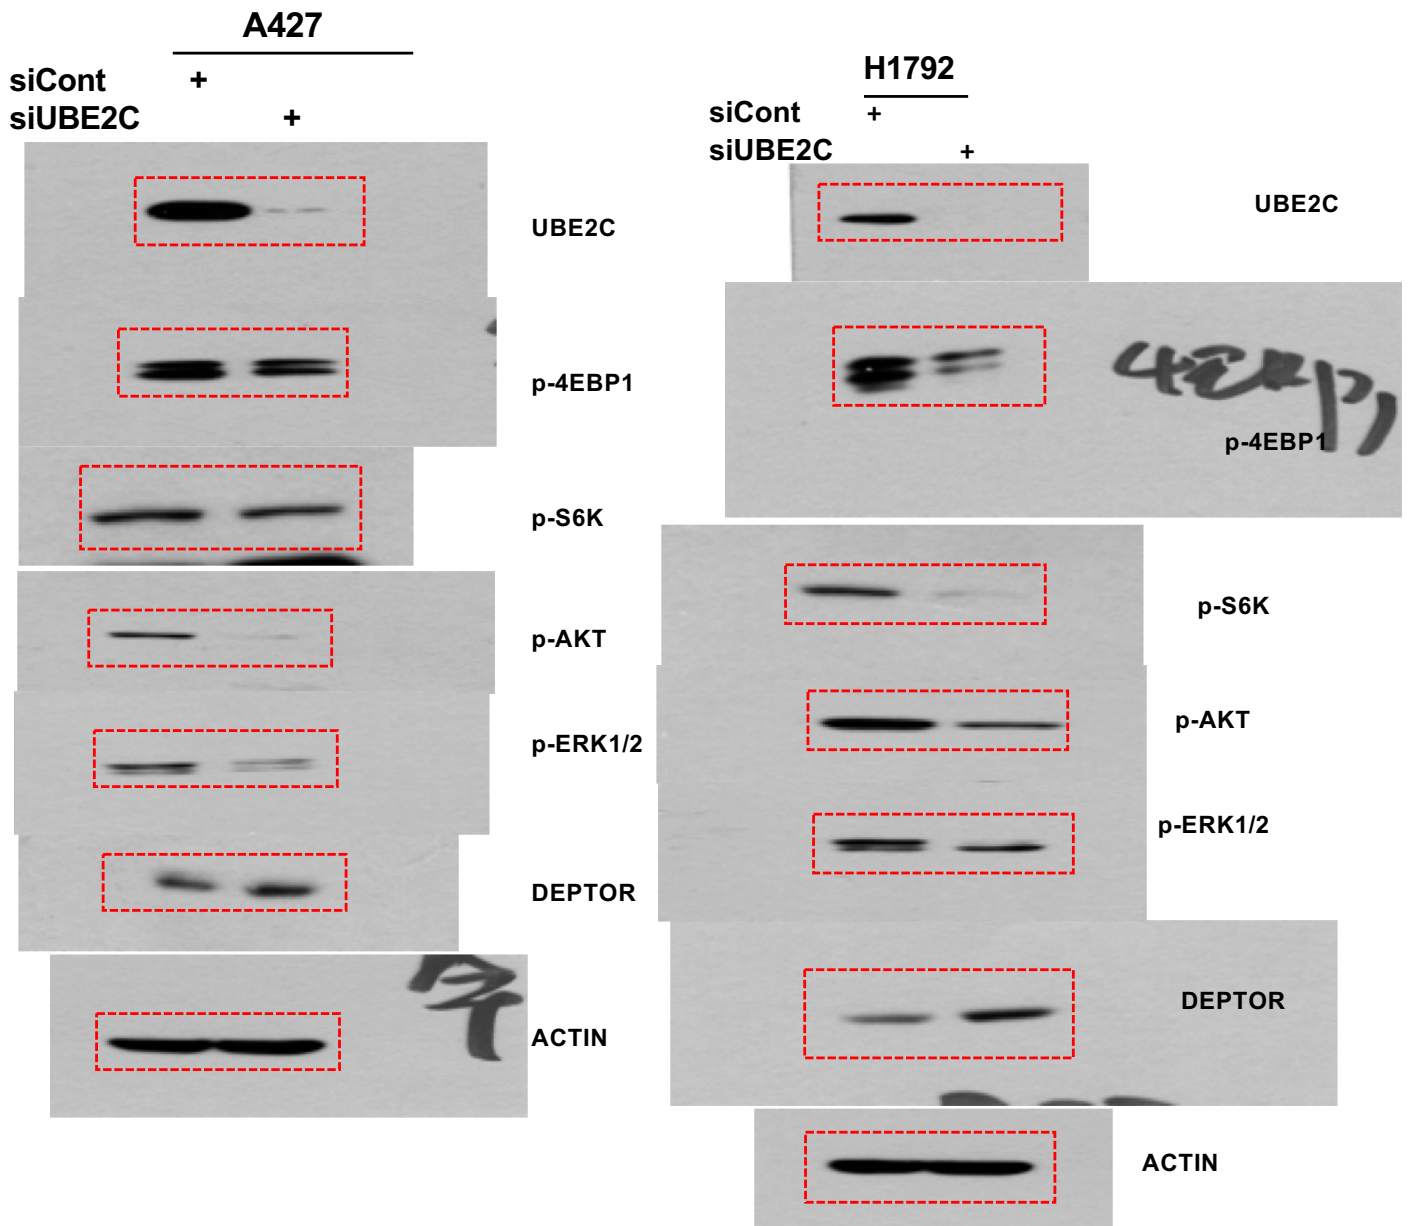 A427
siCont +
siUBE2C +
UBE2C
p-4EBP1
p-S6K
p-AKT
p-ERK1/2
DEPTOR
ACTIN
H1792
siCont +
siUBE2C +
UBE2C
4EBP1
p-4EBP1
p-S6K
p-AKT
p-ERK1/2
DEPTOR
ACTIN